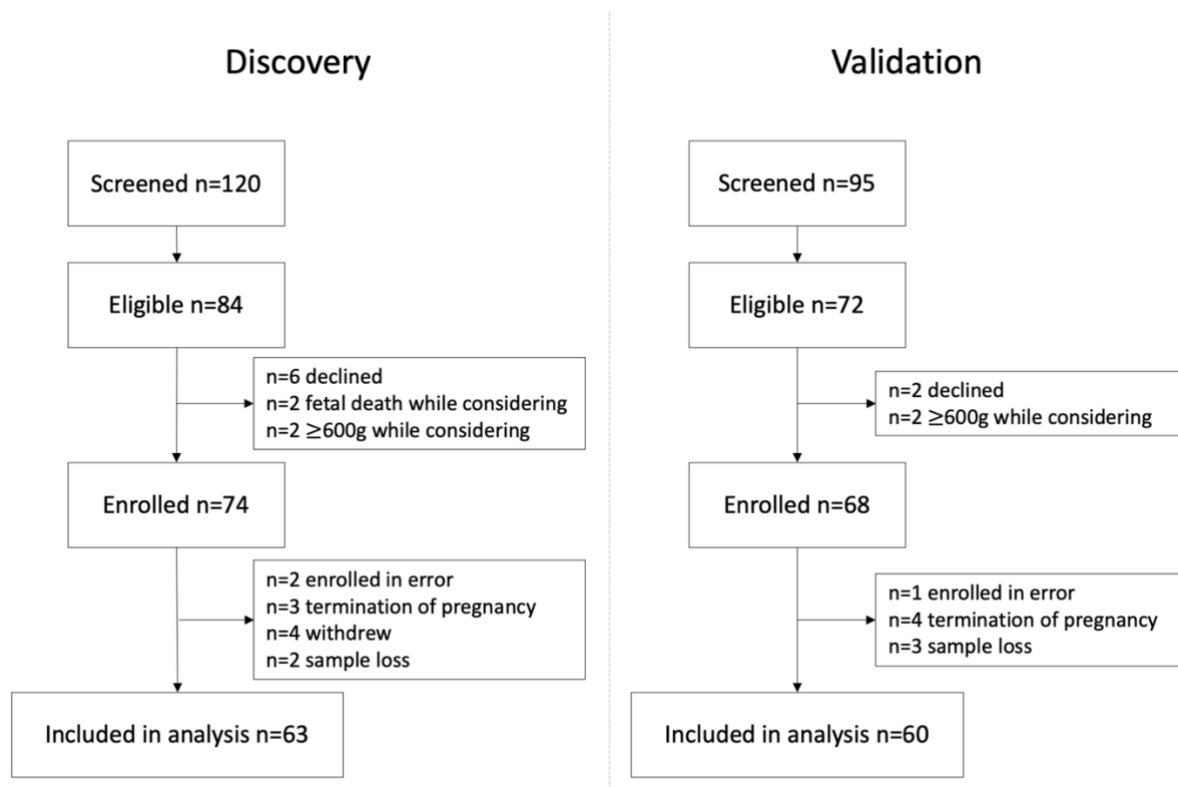 Discovery
Screened n=120
Eligible n=84
n=6 declined
n=2 fetal death while considering
n=2 ≥600g while considering
Enrolled n=74
n=2 enrolled in error
n=3 termination of pregnancy
n=4 withdrew
n=2 sample loss
Included in analysis n=63
Validation
Screened n=95
Eligible n=72
n=2 declined
n=2 ≥600g while considering
Enrolled n=68
n=1 enrolled in error
n=4 termination of pregnancy
n=3 sample loss
Included in analysis n=60